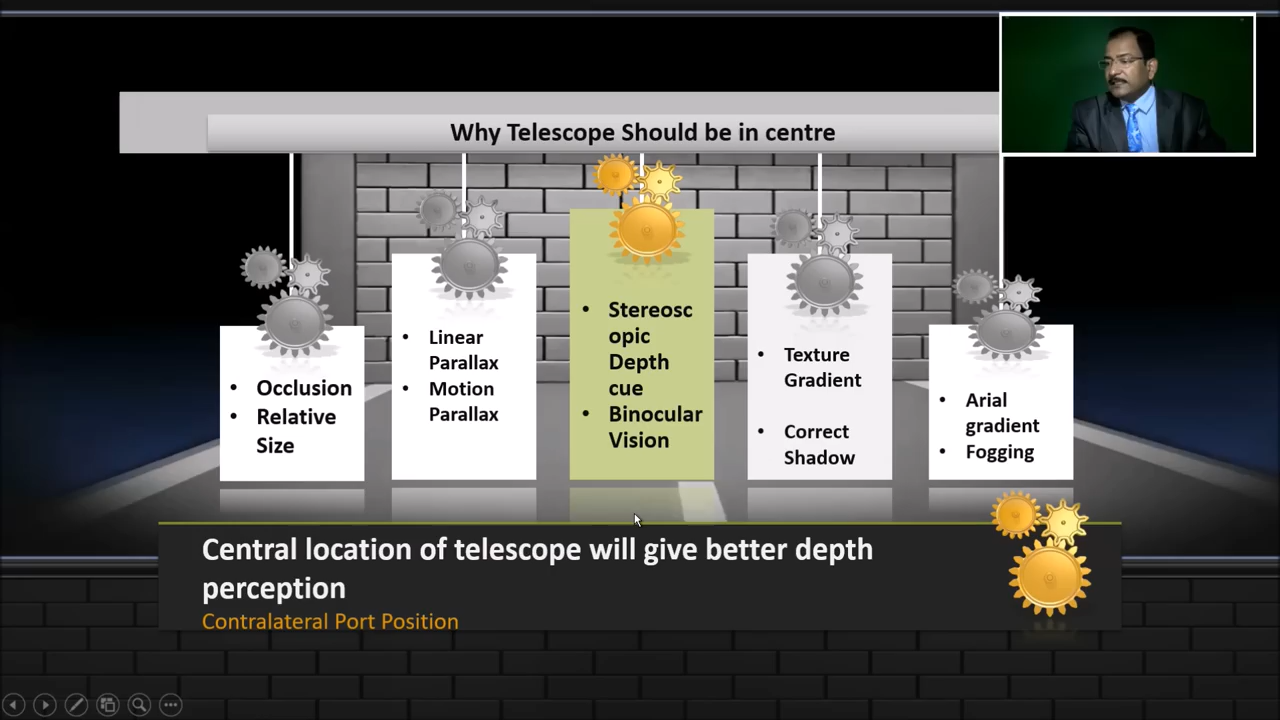 Why Telescope Should be in centre
• Occlusion
• Relative
Size
• Linear
Parallax
• Motion
Parallax
• Stereosc
opic
Depth
cue
• Binocular
Vision
• Texture
Gradient
• Correct
Shadow
• Arial
gradient
• Fogging
Central location of telescope will give better depth
perception
Contralateral Port Position